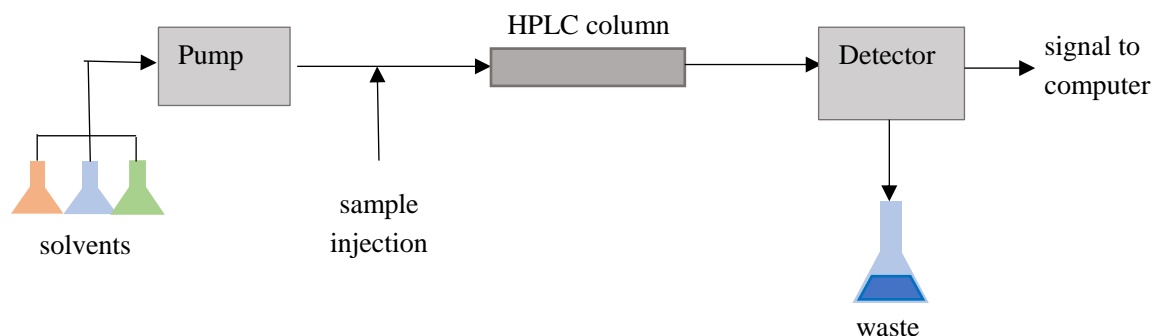 HPLC column
Pump
Detector
signal to
computer
sample
injection
solvents
waste